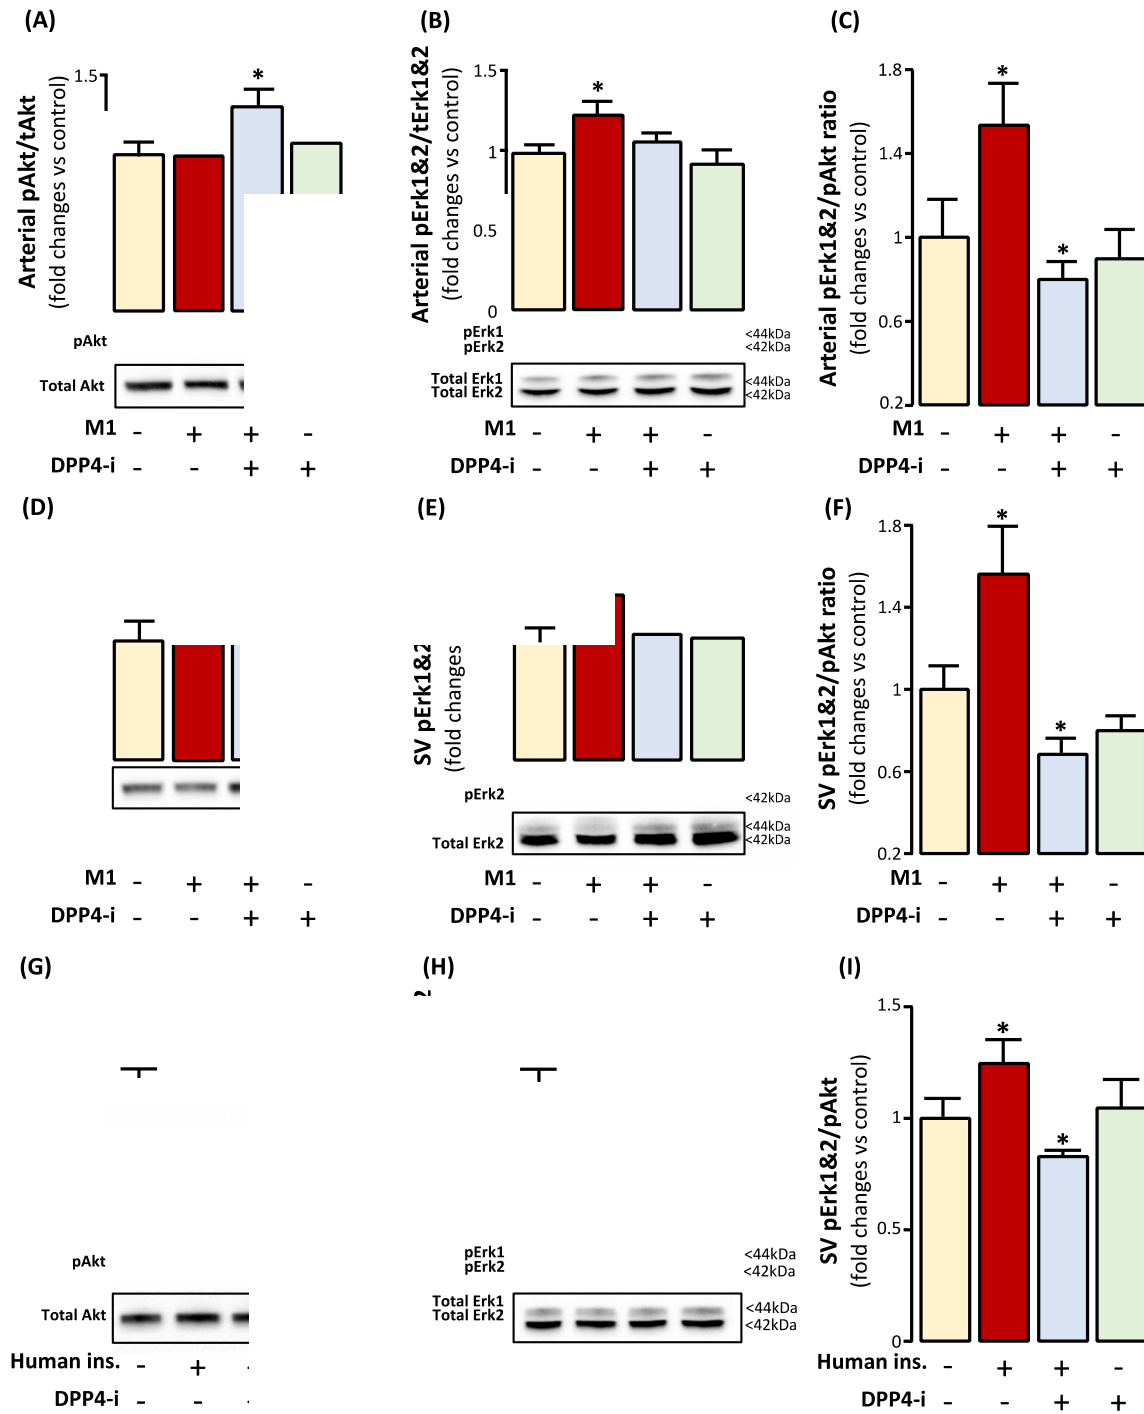 (A)
Arterial pAkt/tAkt
(fold changes vs control)
1.5
*
pAkt
Total Akt
M1 - + + -
DPP4-i - - + +
(B)
Arterial pErk1&2/tErk1&2
(fold changes vs control)
1.5
1
0.5
0
*
pErk1 <44kDa
pErk2 <42kDa
Total Erk1 <44kDa
Total Erk2 <42kDa
M1 - + + -
DPP4-i - - + +
(C)
Arterial pErk1&2/pAkt ratio
(fold changes vs control)
1.8
1.4
1
0.6
0.2
*
*
M1 - + + -
DPP4-i - - + +
(D)
M1 - + + -
DPP4-i - - + +
(E)
SV pErk1&2
(fold changes
pErk2 <42kDa
<44kDa
Total Erk2 <42kDa
M1 - + + -
DPP4-i - - + +
(F)
SV pErk1&2/pAkt ratio
(fold changes vs control)
1.8
1.4
1
0.6
0.2
*
*
M1 - + + -
DPP4-i - - + +
(G)
pAkt
Total Akt
Human ins. - +
DPP4-i - -
(H)
pErk1 <44kDa
pErk2 <42kDa
Total Erk1 <44kDa
Total Erk2 <42kDa
(I)
SV pErk1&2/pAkt
(fold changes vs control)
1.5
1
0.5
0
*
*
Human ins. - + + -
DPP4-i - - + +